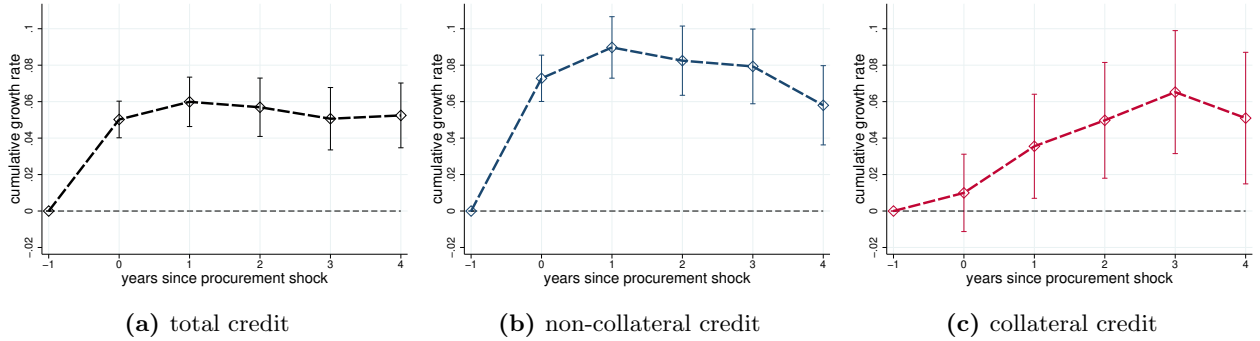 cumulative growth rate
-.02 0 .02 .04 .06 .08 .1
−1 0 1 2 3 4
years since procurement shock
(a) total credit
cumulative growth rate
-.02 0 .02 .04 .06 .08 .1
−1 0 1 2 3 4
years since procurement shock
(b) non-collateral credit
cumulative growth rate
-.02 0 .02 .04 .06 .08 .1
−1 0 1 2 3 4
years since procurement shock
(c) collateral credit